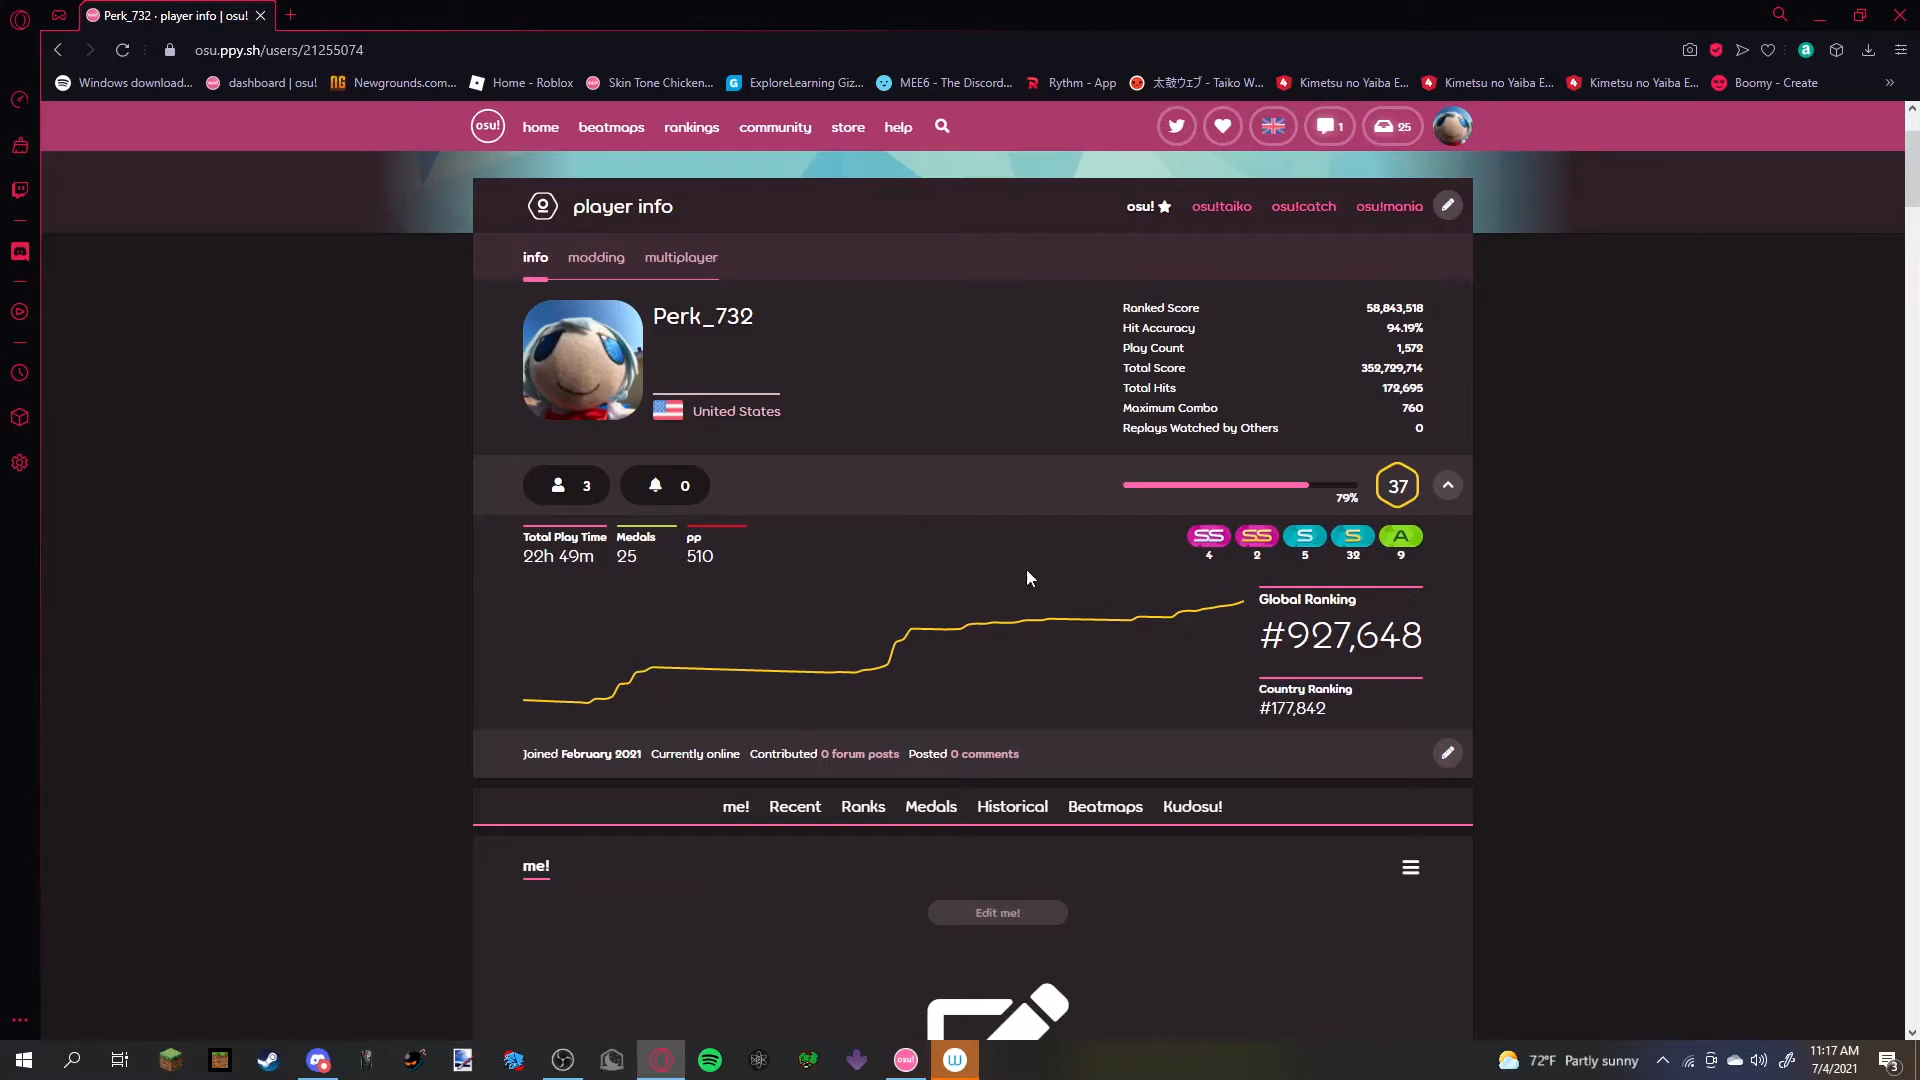 Perk_732 · player info | osu!
osu.ppy.sh/users/21255074
Windows download... dashboard | osu! NG Newgrounds.com... Home - Roblox Skin Tone Chicken... G ExploreLearning Giz... MEE6 - The Discord... Rythm - App 太鼓ウェブ - Taiko W... Kimetsu no Yaiba E... Kimetsu no Yaiba E... Kimetsu no Yaiba E... Boomy - Create »
osu! home beatmaps rankings community store help 1 25
player info osu! osu!taiko osu!catch osu!mania
info modding multiplayer
Perk_732
United States
Ranked Score 58,843,518
Hit Accuracy 94.19%
Play Count 1,572
Total Score 352,729,714
Total Hits 172,695
Maximum Combo 760
Replays Watched by Others 0
3 0 79% 37
Total Play Time Medals pp
22h 49m 25 510
SS SS S S A
4 2 5 32 9
Global Ranking
#927,648
Country Ranking
#177,842
Joined February 2021 Currently online Contributed 0 forum posts Posted 0 comments
me! Recent Ranks Medals Historical Beatmaps Kudosu!
me!
Edit me!
osu! W 72°F Partly sunny 11:17 AM
7/4/2021 3